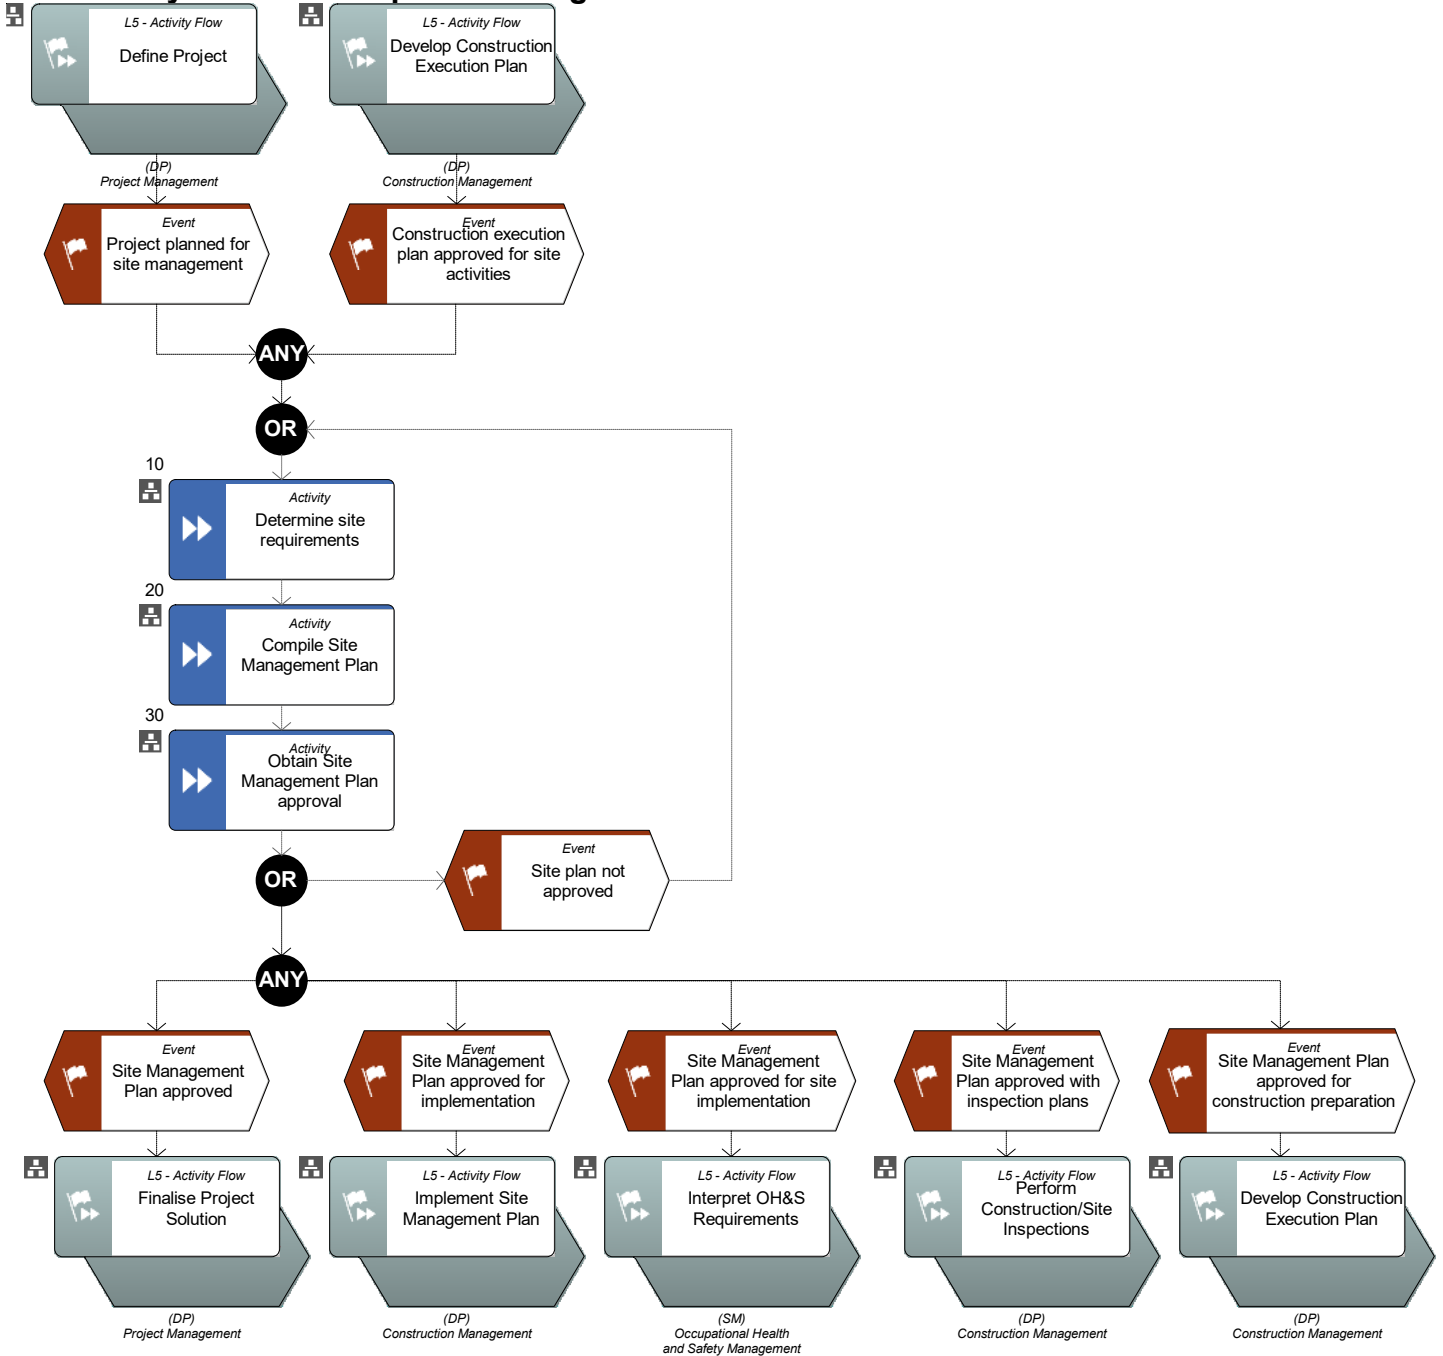 L5 - Activity Flow
Define Project
L5 - Activity Flow
Develop Construction
Execution Plan
(DP)
Project Management
(DP)
Construction Management
Event
Project planned for
site management
Event
Construction execution
plan approved for site
activities
ANY
OR
10
Activity
Determine site
requirements
20
Activity
Compile Site
Management Plan
30
Activity
Obtain Site
Management Plan
approval
OR
Event
Site plan not
approved
ANY
Event
Site Management
Plan approved
Event
Site Management
Plan approved for
implementation
Event
Site Management
Plan approved for site
implementation
Event
Site Management
Plan approved with
inspection plans
Event
Site Management Plan
approved for
construction preparation
L5 - Activity Flow
Finalise Project
Solution
L5 - Activity Flow
Implement Site
Management Plan
L5 - Activity Flow
Interpret OH&S
Requirements
L5 - Activity Flow
Perform
Construction/Site
Inspections
L5 - Activity Flow
Develop Construction
Execution Plan
(DP)
Project Management
(DP)
Construction Management
(SM)
Occupational Health
and Safety Management
(DP)
Construction Management
(DP)
Construction Management